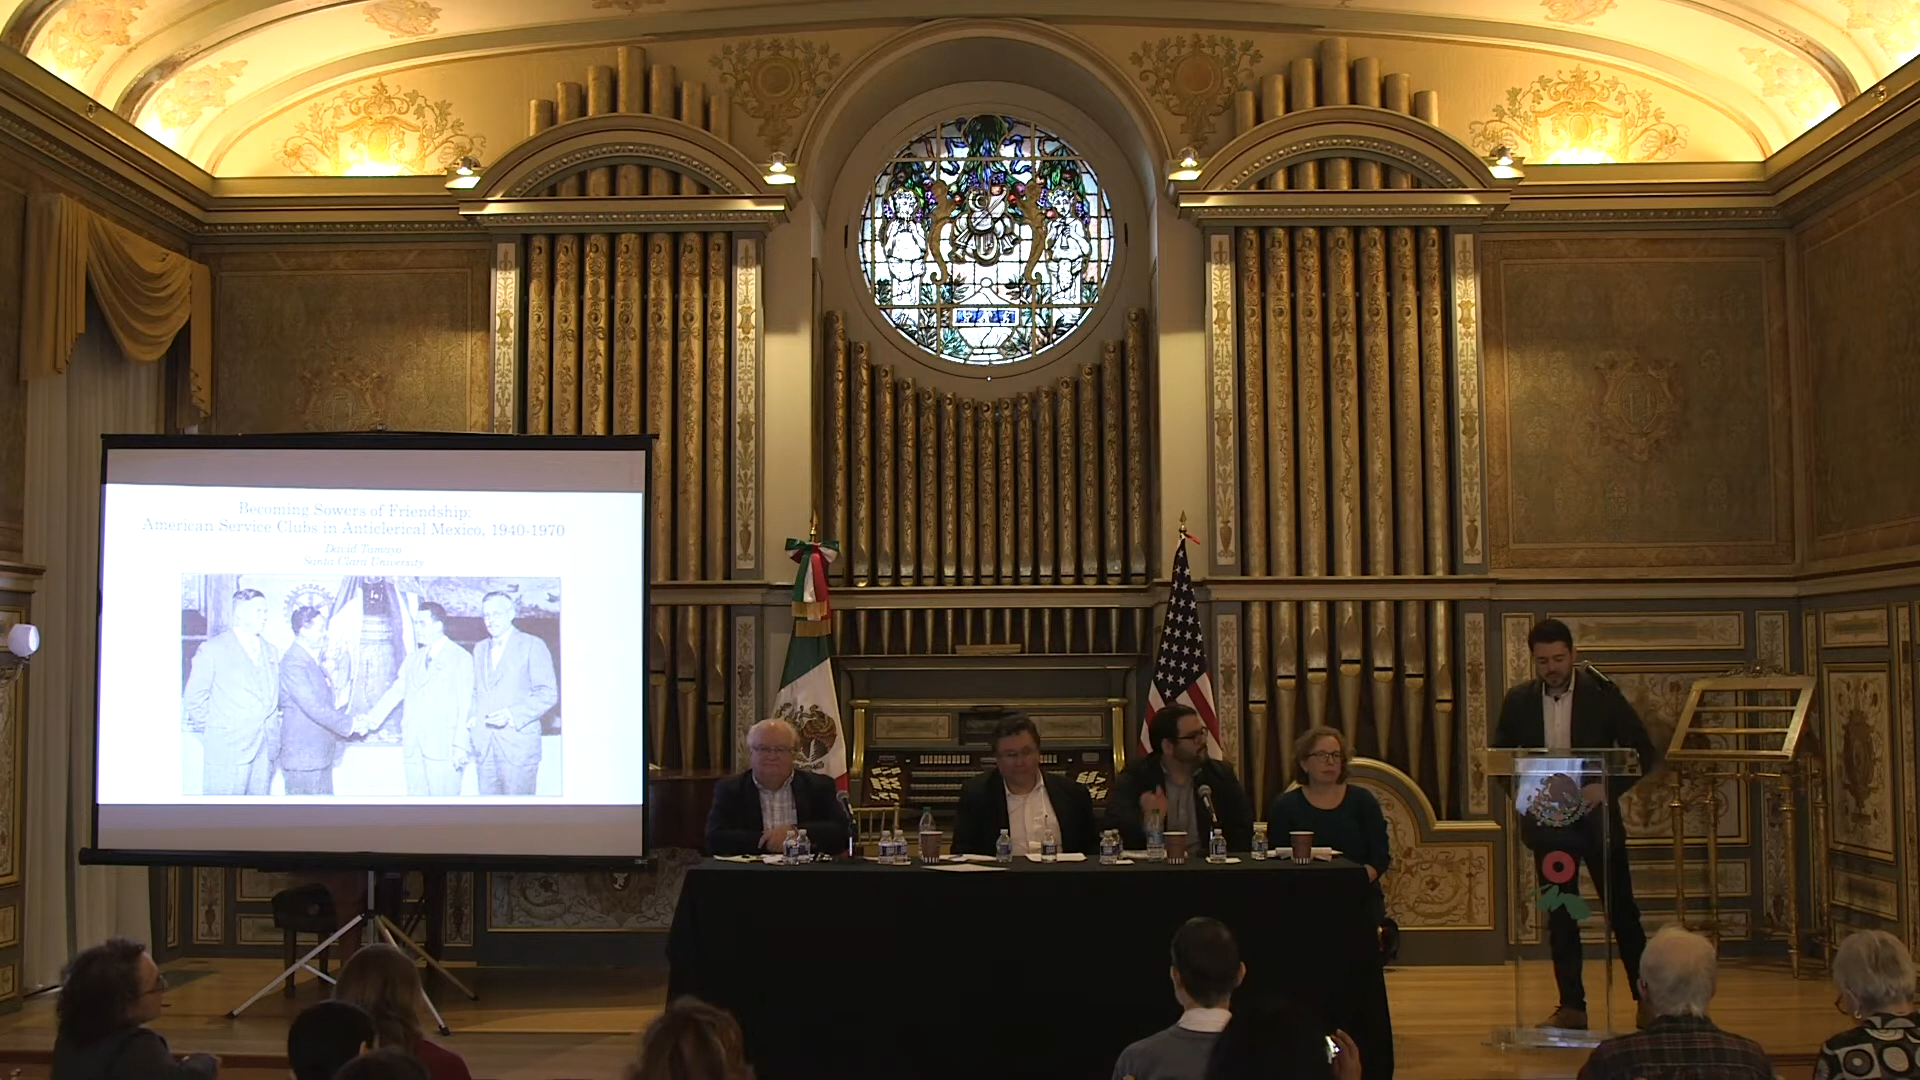 Becoming Sowers of Friendship:
American Service Clubs in Anticlerical Mexico, 1940-1970
David Tamayo
Santa Clara University